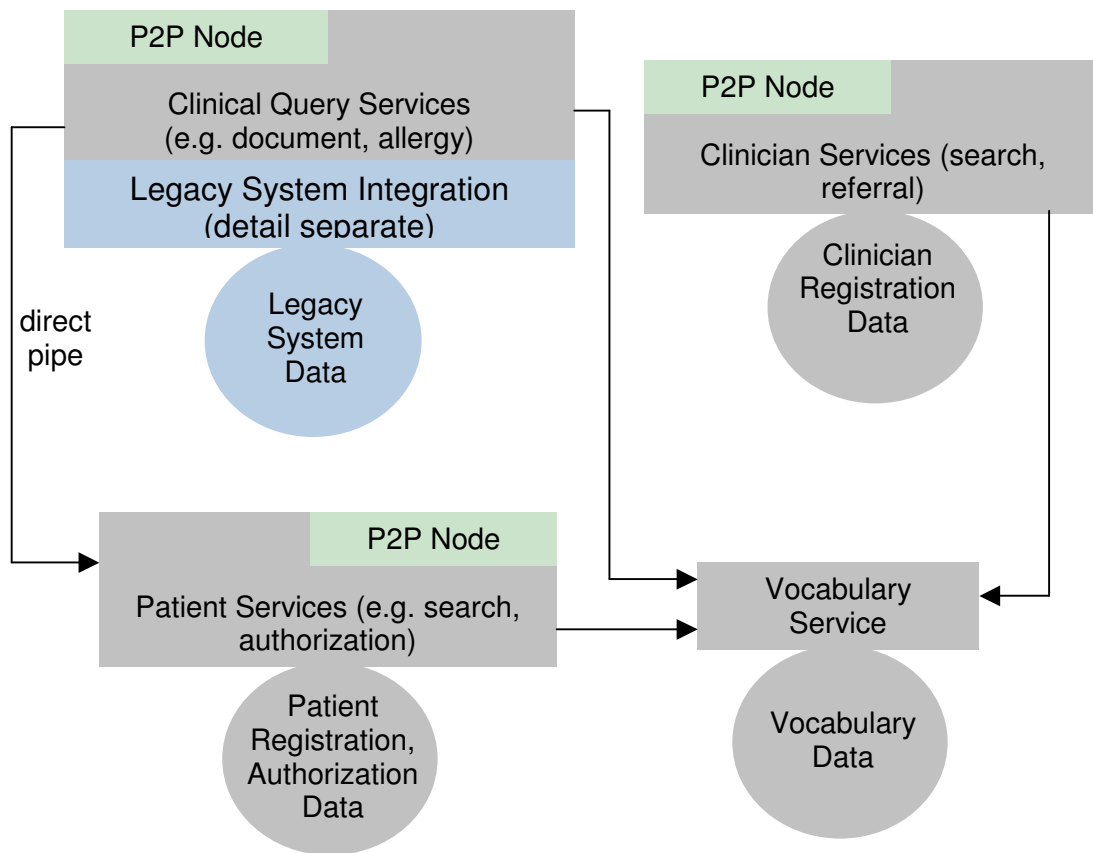 P2P Node
Clinical Query Services
(e.g. document, allergy)
Legacy System Integration
(detail separate)
Legacy
System
Data
direct
pipe
P2P Node
Clinician Services (search,
referral)
Clinician
Registration
Data
P2P Node
Patient Services (e.g. search,
authorization)
Patient
Registration,
Authorization
Data
Vocabulary
Service
Vocabulary
Data